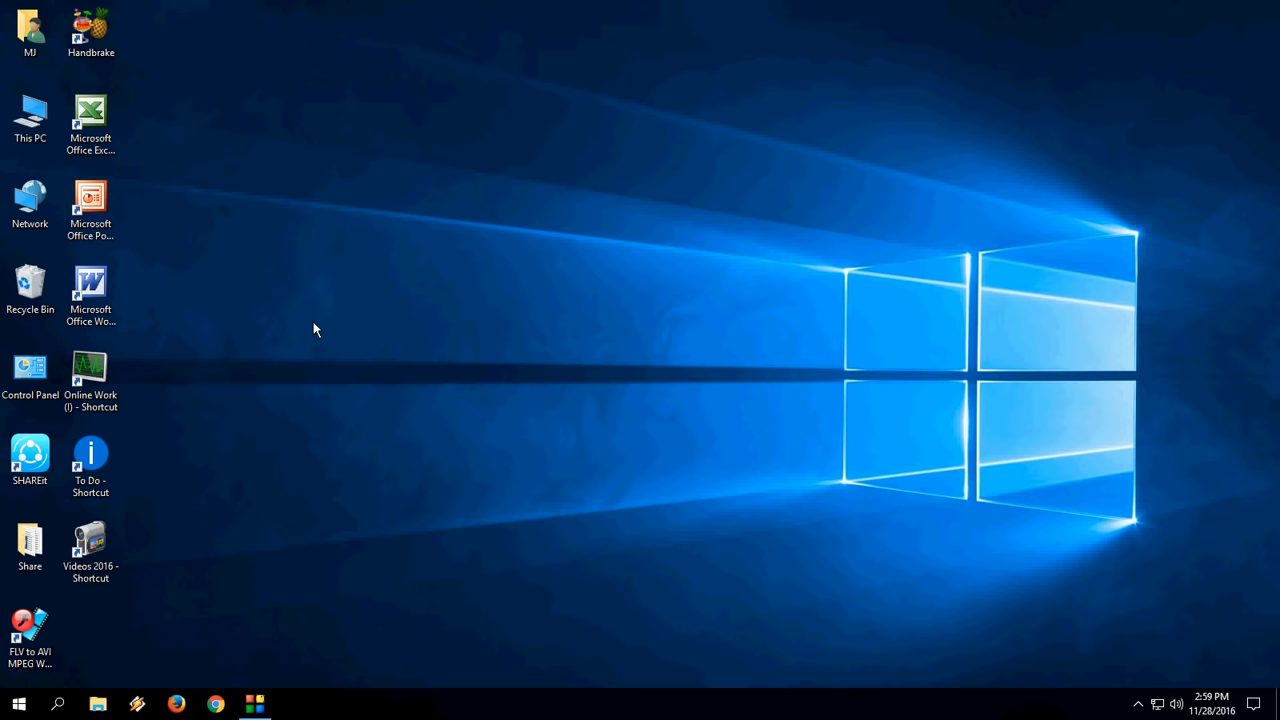 MJ
Handbrake
This PC
Microsoft
Office Exc...
Network
Microsoft
Office Po...
Recycle Bin
Microsoft
Office Wo...
Control Panel
Online Work
(I) - Shortcut
SHAREit
To Do -
Shortcut
Share
Videos 2016 -
Shortcut
FLV to AVI
MPEG W...
2:59 PM
11/28/2016